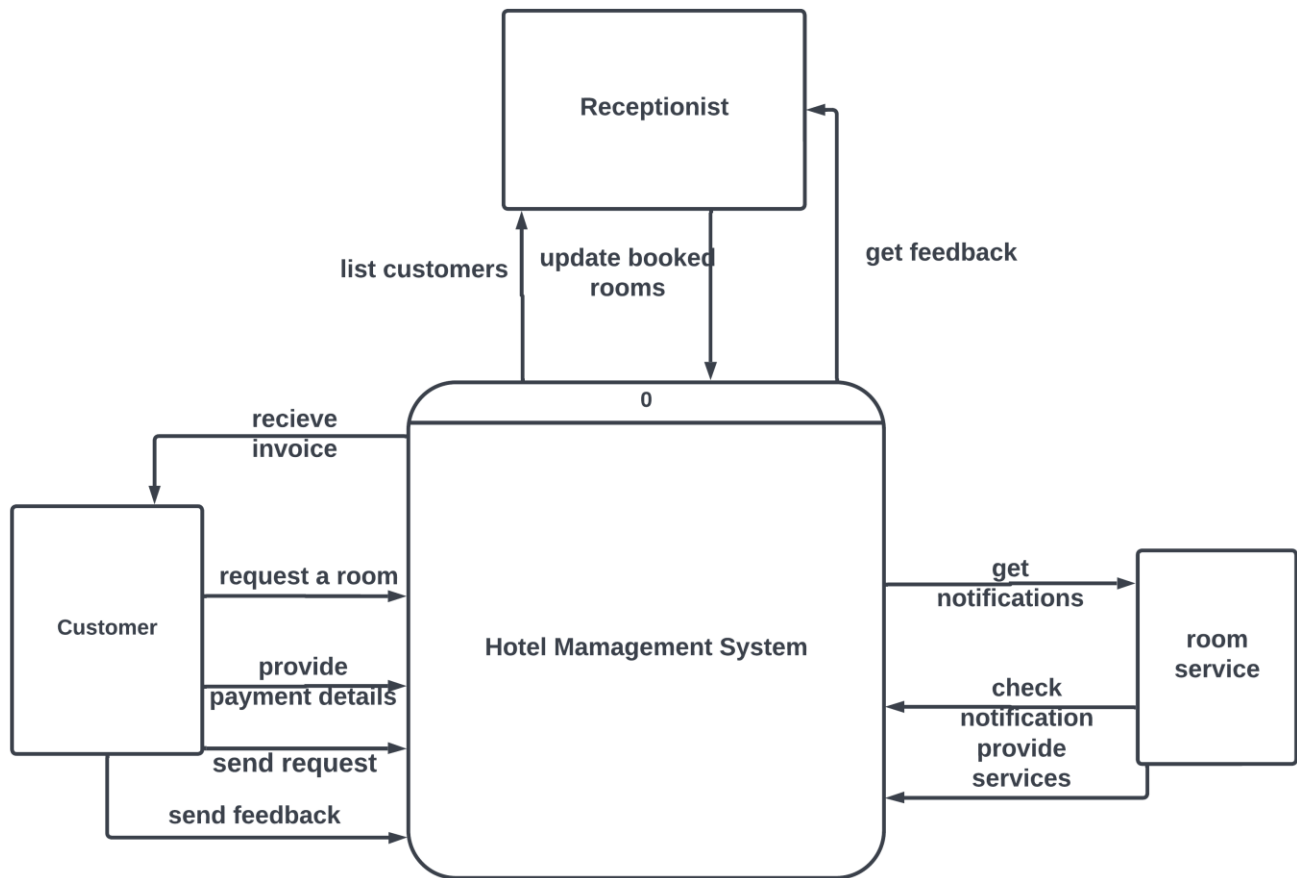 Receptionist
list customers
update booked
rooms
get feedback
0
recieve
invoice
request a room
Customer
provide
payment details
send request
send feedback
Hotel Mamagement System
get
notifications
room
service
check
notification
provide
services